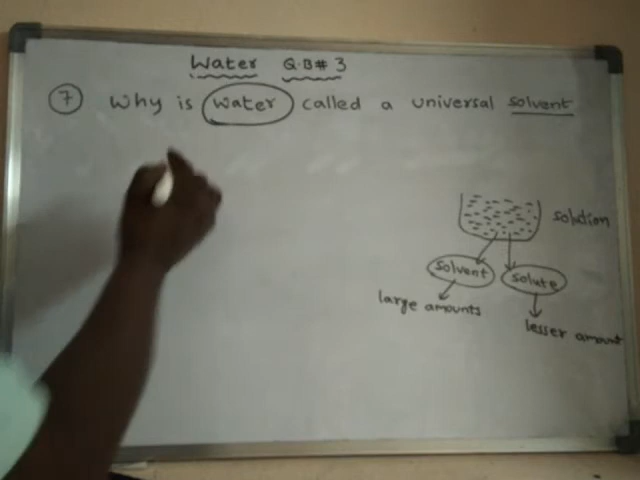 Water Q.B# 3
7 Why is water called a universal solvent
solution
solvent solute
large amounts
lesser amount